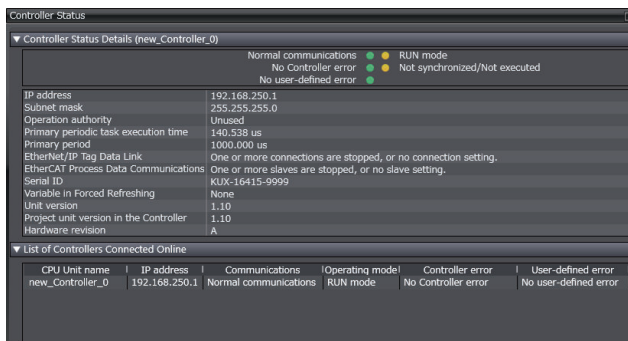 Controller Status
Controller Status Details (new_Controller_0)
Normal communications RUN mode
No Controller error Not synchronized/Not executed
No user-defined error
IP address 192.168.250.1
Subnet mask 255.255.255.0
Operation authority Unused
Primary periodic task execution time 140.538 us
Primary period 1000.000 us
EtherNet/IP Tag Data Link One or more connections are stopped, or no connection setting.
EtherCAT Process Data Communications One or more slaves are stopped, or no slave setting.
Serial ID KUX-16415-9999
Variable in Forced Refreshing None
Unit version 1.10
Project unit version in the Controller 1.10
Hardware revision A
List of Controllers Connected Online
CPU Unit name IP address Communications Operating mode Controller error User-defined error
new_Controller_0 192.168.250.1 Normal communications RUN mode No Controller error No user-defined error